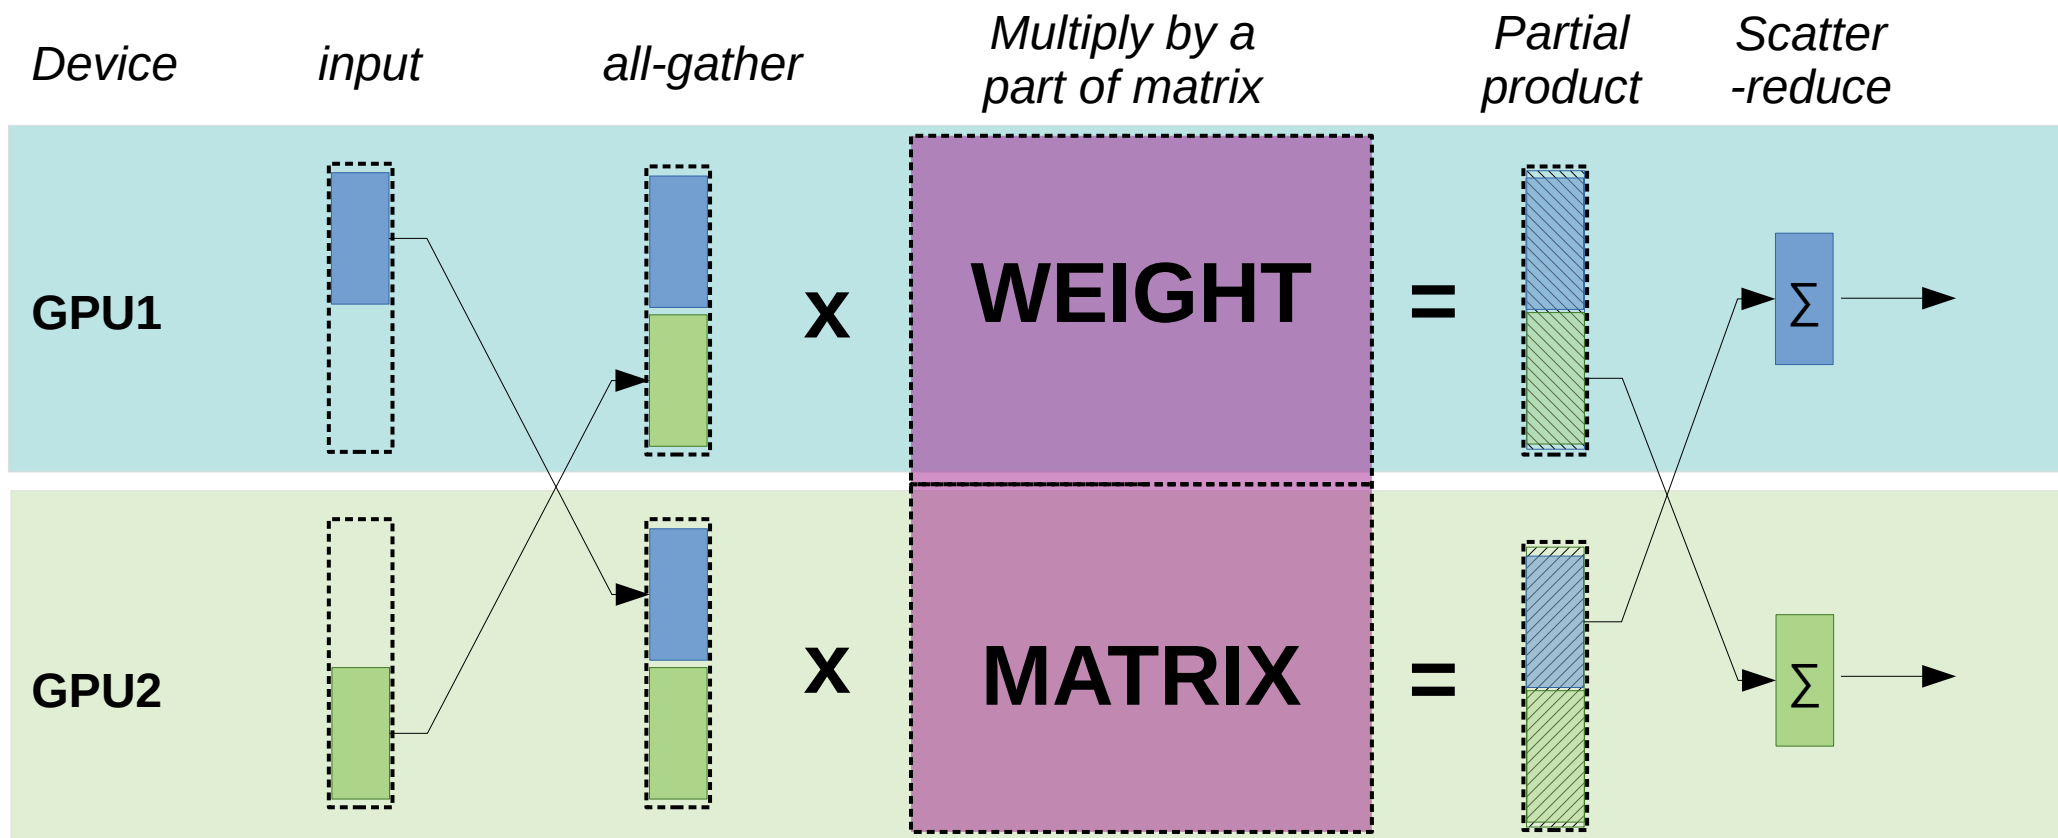 Device
input
all-gather
Multiply by a
part of matrix
Partial
product
Scatter
-reduce
GPU1
x
WEIGHT
=
∑
GPU2
x
MATRIX
=
∑